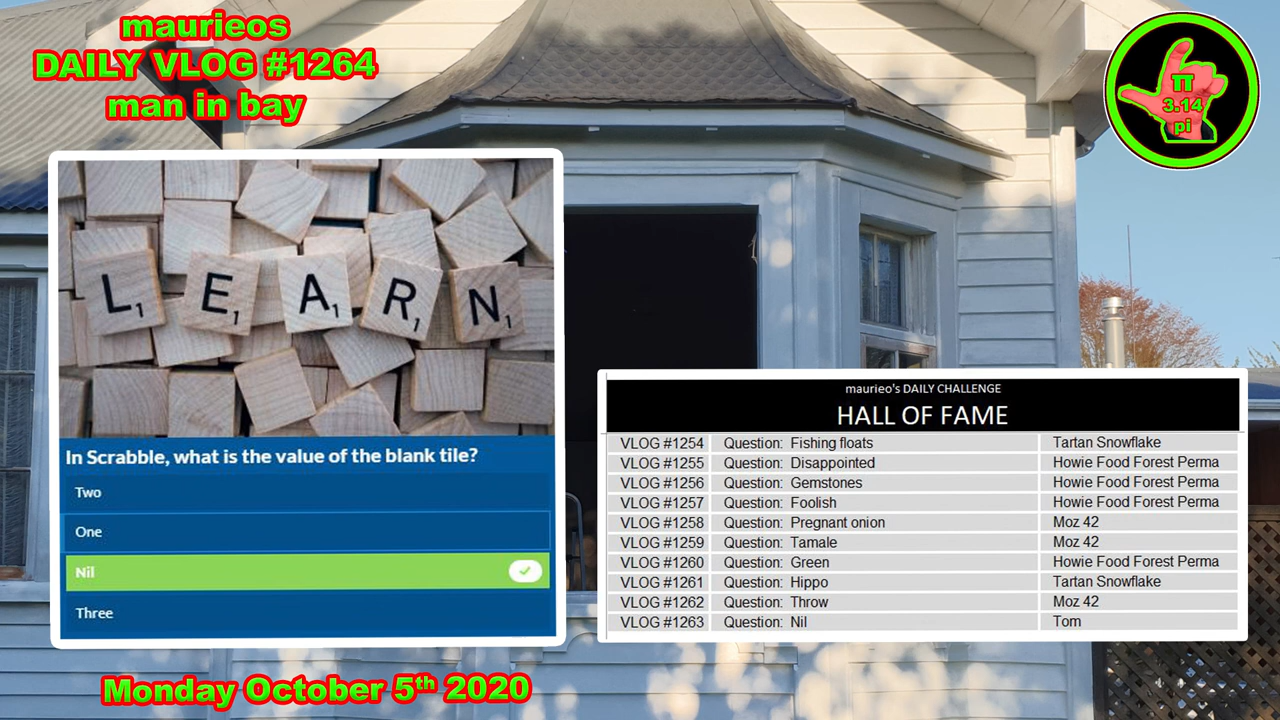 maurieos
DAILY VLOG #1264
man in bay
π
3.14
pi
L1 E1 A1 R1 N1
In Scrabble, what is the value of the blank tile?
Two
One
Nil
Three
maurieo's DAILY CHALLENGE
HALL OF FAME
VLOG #1254 Question: Fishing floats Tartan Snowflake
VLOG #1255 Question: Disappointed Howie Food Forest Perma
VLOG #1256 Question: Gemstones Howie Food Forest Perma
VLOG #1257 Question: Foolish Howie Food Forest Perma
VLOG #1258 Question: Pregnant onion Moz 42
VLOG #1259 Question: Tamale Moz 42
VLOG #1260 Question: Green Howie Food Forest Perma
VLOG #1261 Question: Hippo Tartan Snowflake
VLOG #1262 Question: Throw Moz 42
VLOG #1263 Question: Nil Tom
Monday October 5th 2020